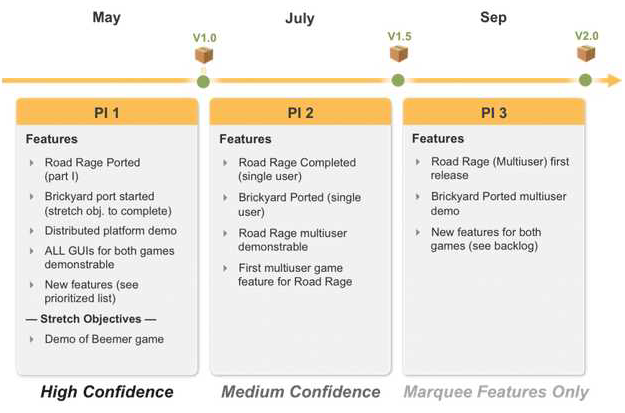 May
July
Sep
V1.0
V1.5
V2.0
PI 1
Features
Road Rage Ported
(part I)
Brickyard port started
(stretch obj. to complete)
Distributed platform demo
ALL GUIs for both games
demonstrable
New features (see
prioritized list)
— Stretch Objectives —
Demo of Beemer game
High Confidence
PI 2
Features
Road Rage Completed
(single user)
Brickyard Ported (single
user)
Road Rage multiuser
demonstrable
First multiuser game
feature for Road Rage
Medium Confidence
PI 3
Features
Road Rage (Multiuser) first
release
Brickyard Ported multiuser
demo
New features for both
games (see backlog)
Marquee Features Only